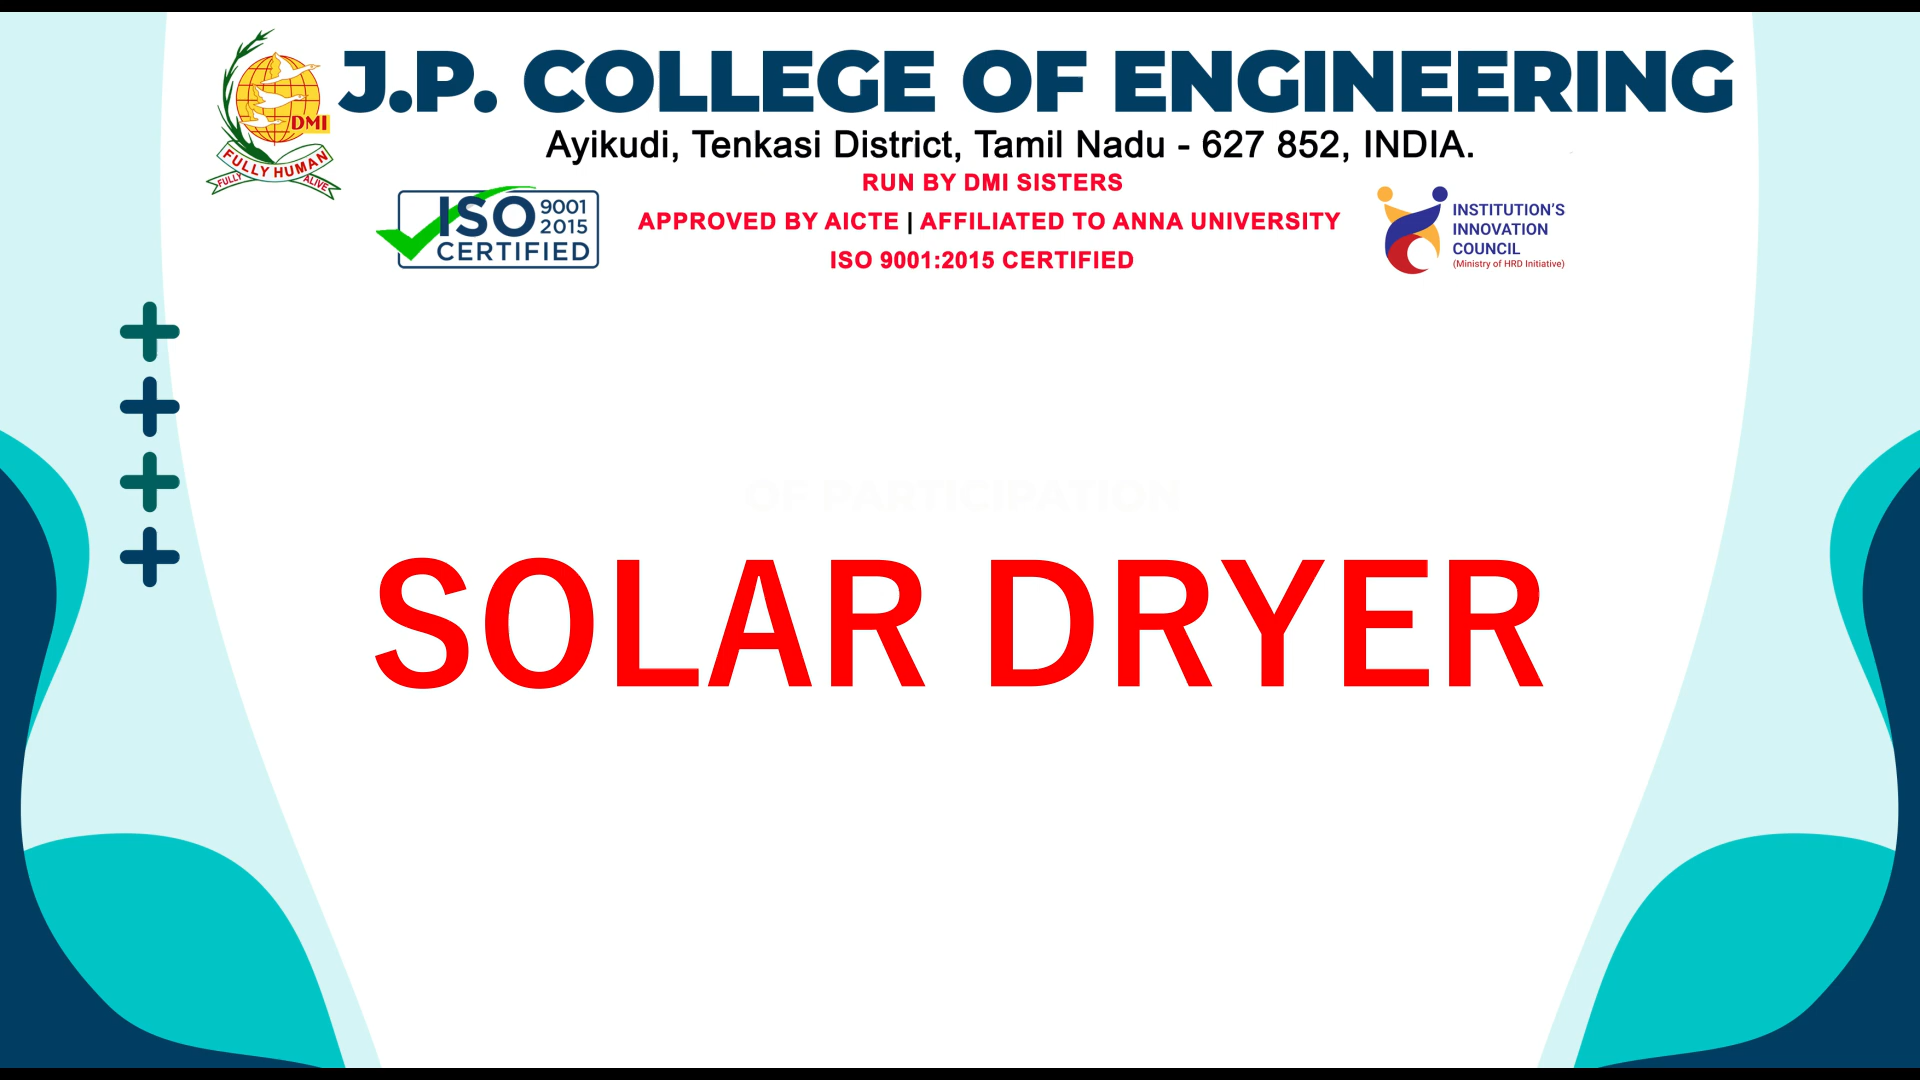 J.P. COLLEGE OF ENGINEERING
Ayikudi, Tenkasi District, Tamil Nadu - 627 852, INDIA.
RUN BY DMI SISTERS
APPROVED BY AICTE | AFFILIATED TO ANNA UNIVERSITY
ISO 9001:2015 CERTIFIED
DMI
FULLY HUMAN
FULLY ALIVE
ISO 9001 2015
CERTIFIED
INSTITUTION'S
INNOVATION
COUNCIL
(Ministry of HRD Initiative)
OF PARTICIPATION
SOLAR DRYER